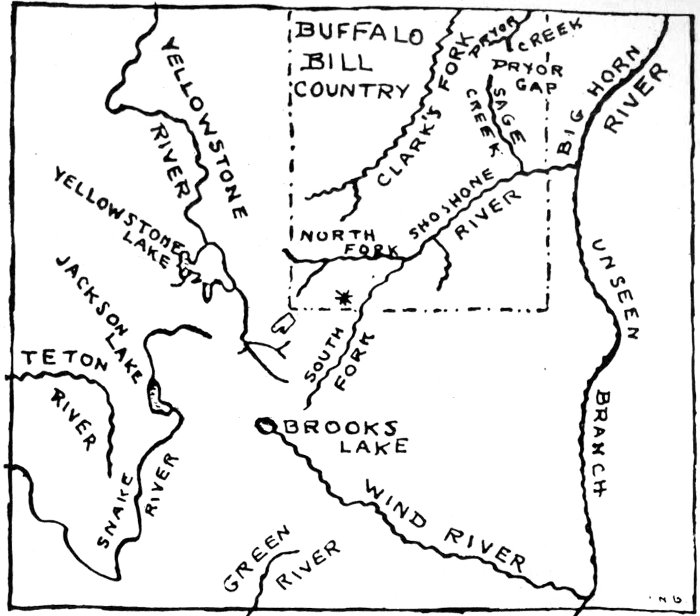 BUFFALO
BILL
COUNTRY
CLARK'S FORK
PRYOR
CREEK
PRYOR
GAP
SAGE
CREEK
BIG HORN
RIVER
YELLOWSTONE
RIVER
YELLOWSTONE
LAKE
NORTH
FORK
SHOSHONE
RIVER
JACKSON
LAKE
SOUTH
FORK
UNSEEN
BRANCH
TETON
RIVER
BROOKS
LAKE
SNAKE
RIVER
WIND RIVER
GREEN
RIVER